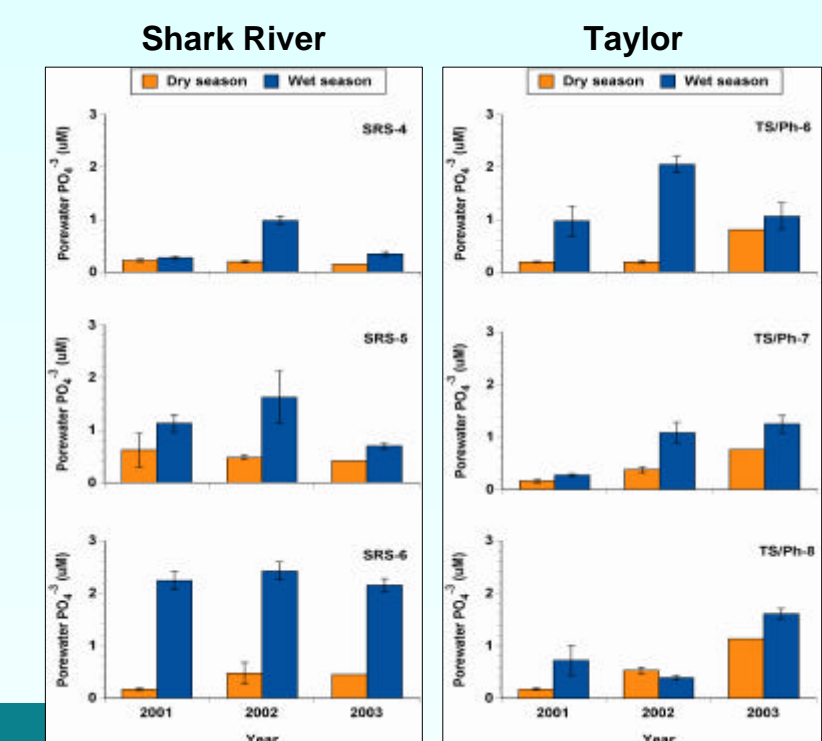 Shark River
Taylor
Dry season Wet season
3
SRS-4
Porewater PO4-3 (uM)
2
1
0
3
SRS-5
Porewater PO4-3 (uM)
2
1
0
3
SRS-6
Porewater PO4-3 (uM)
2
1
0
2001 2002 2003
Year
Dry season Wet season
3
TS/Ph-6
Porewater PO4-3 (uM)
2
1
0
3
TS/Ph-7
Porewater PO4-3 (uM)
2
1
0
3
TS/Ph-8
Porewater PO4-3 (uM)
2
1
0
2001 2002 2003
Year